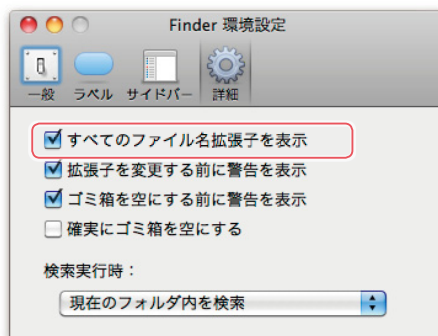 Finder 環境設定
一般 ラベル サイドバー 詳細
すべてのファイル名拡張子を表示
拡張子を変更する前に警告を表示
ゴミ箱を空にする前に警告を表示
確実にゴミ箱を空にする
検索実行時：
現在のフォルダ内を検索